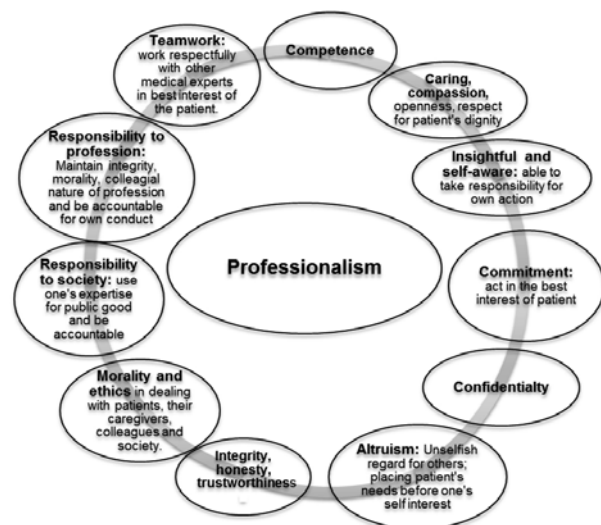 Competence
Caring,
compassion,
openness, respect
for patient's dignity
Insightful and
self-aware: able to
take responsibility for
own action
Commitment:
act in the best
interest of patient
Confidentialty
Altruism: Unselfish
regard for others;
placing patient's
needs before one's
self interest
Integrity,
honesty,
trustworthiness
Morality and
ethics in dealing
with patients, their
caregivers,
colleagues and
society.
Responsibility
to society: use
one's expertise
for public good
and be
accountable
Responsibility to
profession:
Maintain integrity,
morality, colleagial
nature of profession
and be accountable
for own conduct
Teamwork:
work respectfully
with other
medical experts
in best interest of
the patient.
Professionalism